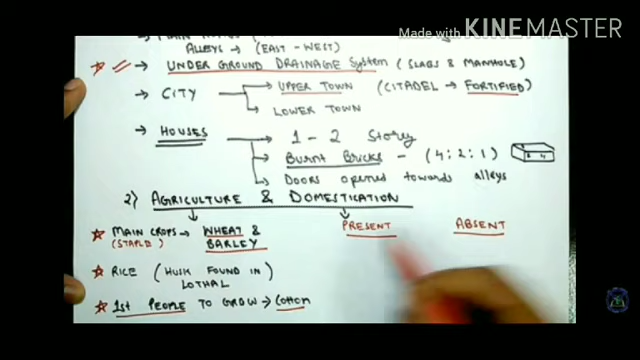 Made with KINEMASTER
ALLEYS → (EAST - WEST)
→ UNDER GROUND DRAINAGE System (SLABS & MANHOLE)
→ CITY → UPPER TOWN (CITADEL → FORTIFIED)
LOWER TOWN
→ HOUSES → 1 - 2 Storey
Burnt Bricks - (4:2:1)
Doors opened towards alleys
2) AGRICULTURE & DOMESTICATION
MAIN CROPS → WHEAT & PRESENT ABSENT
(STAPLE) BARLEY
RICE (HUSK FOUND IN
LOTHAL)
1st PEOPLE TO GROW → Cotton